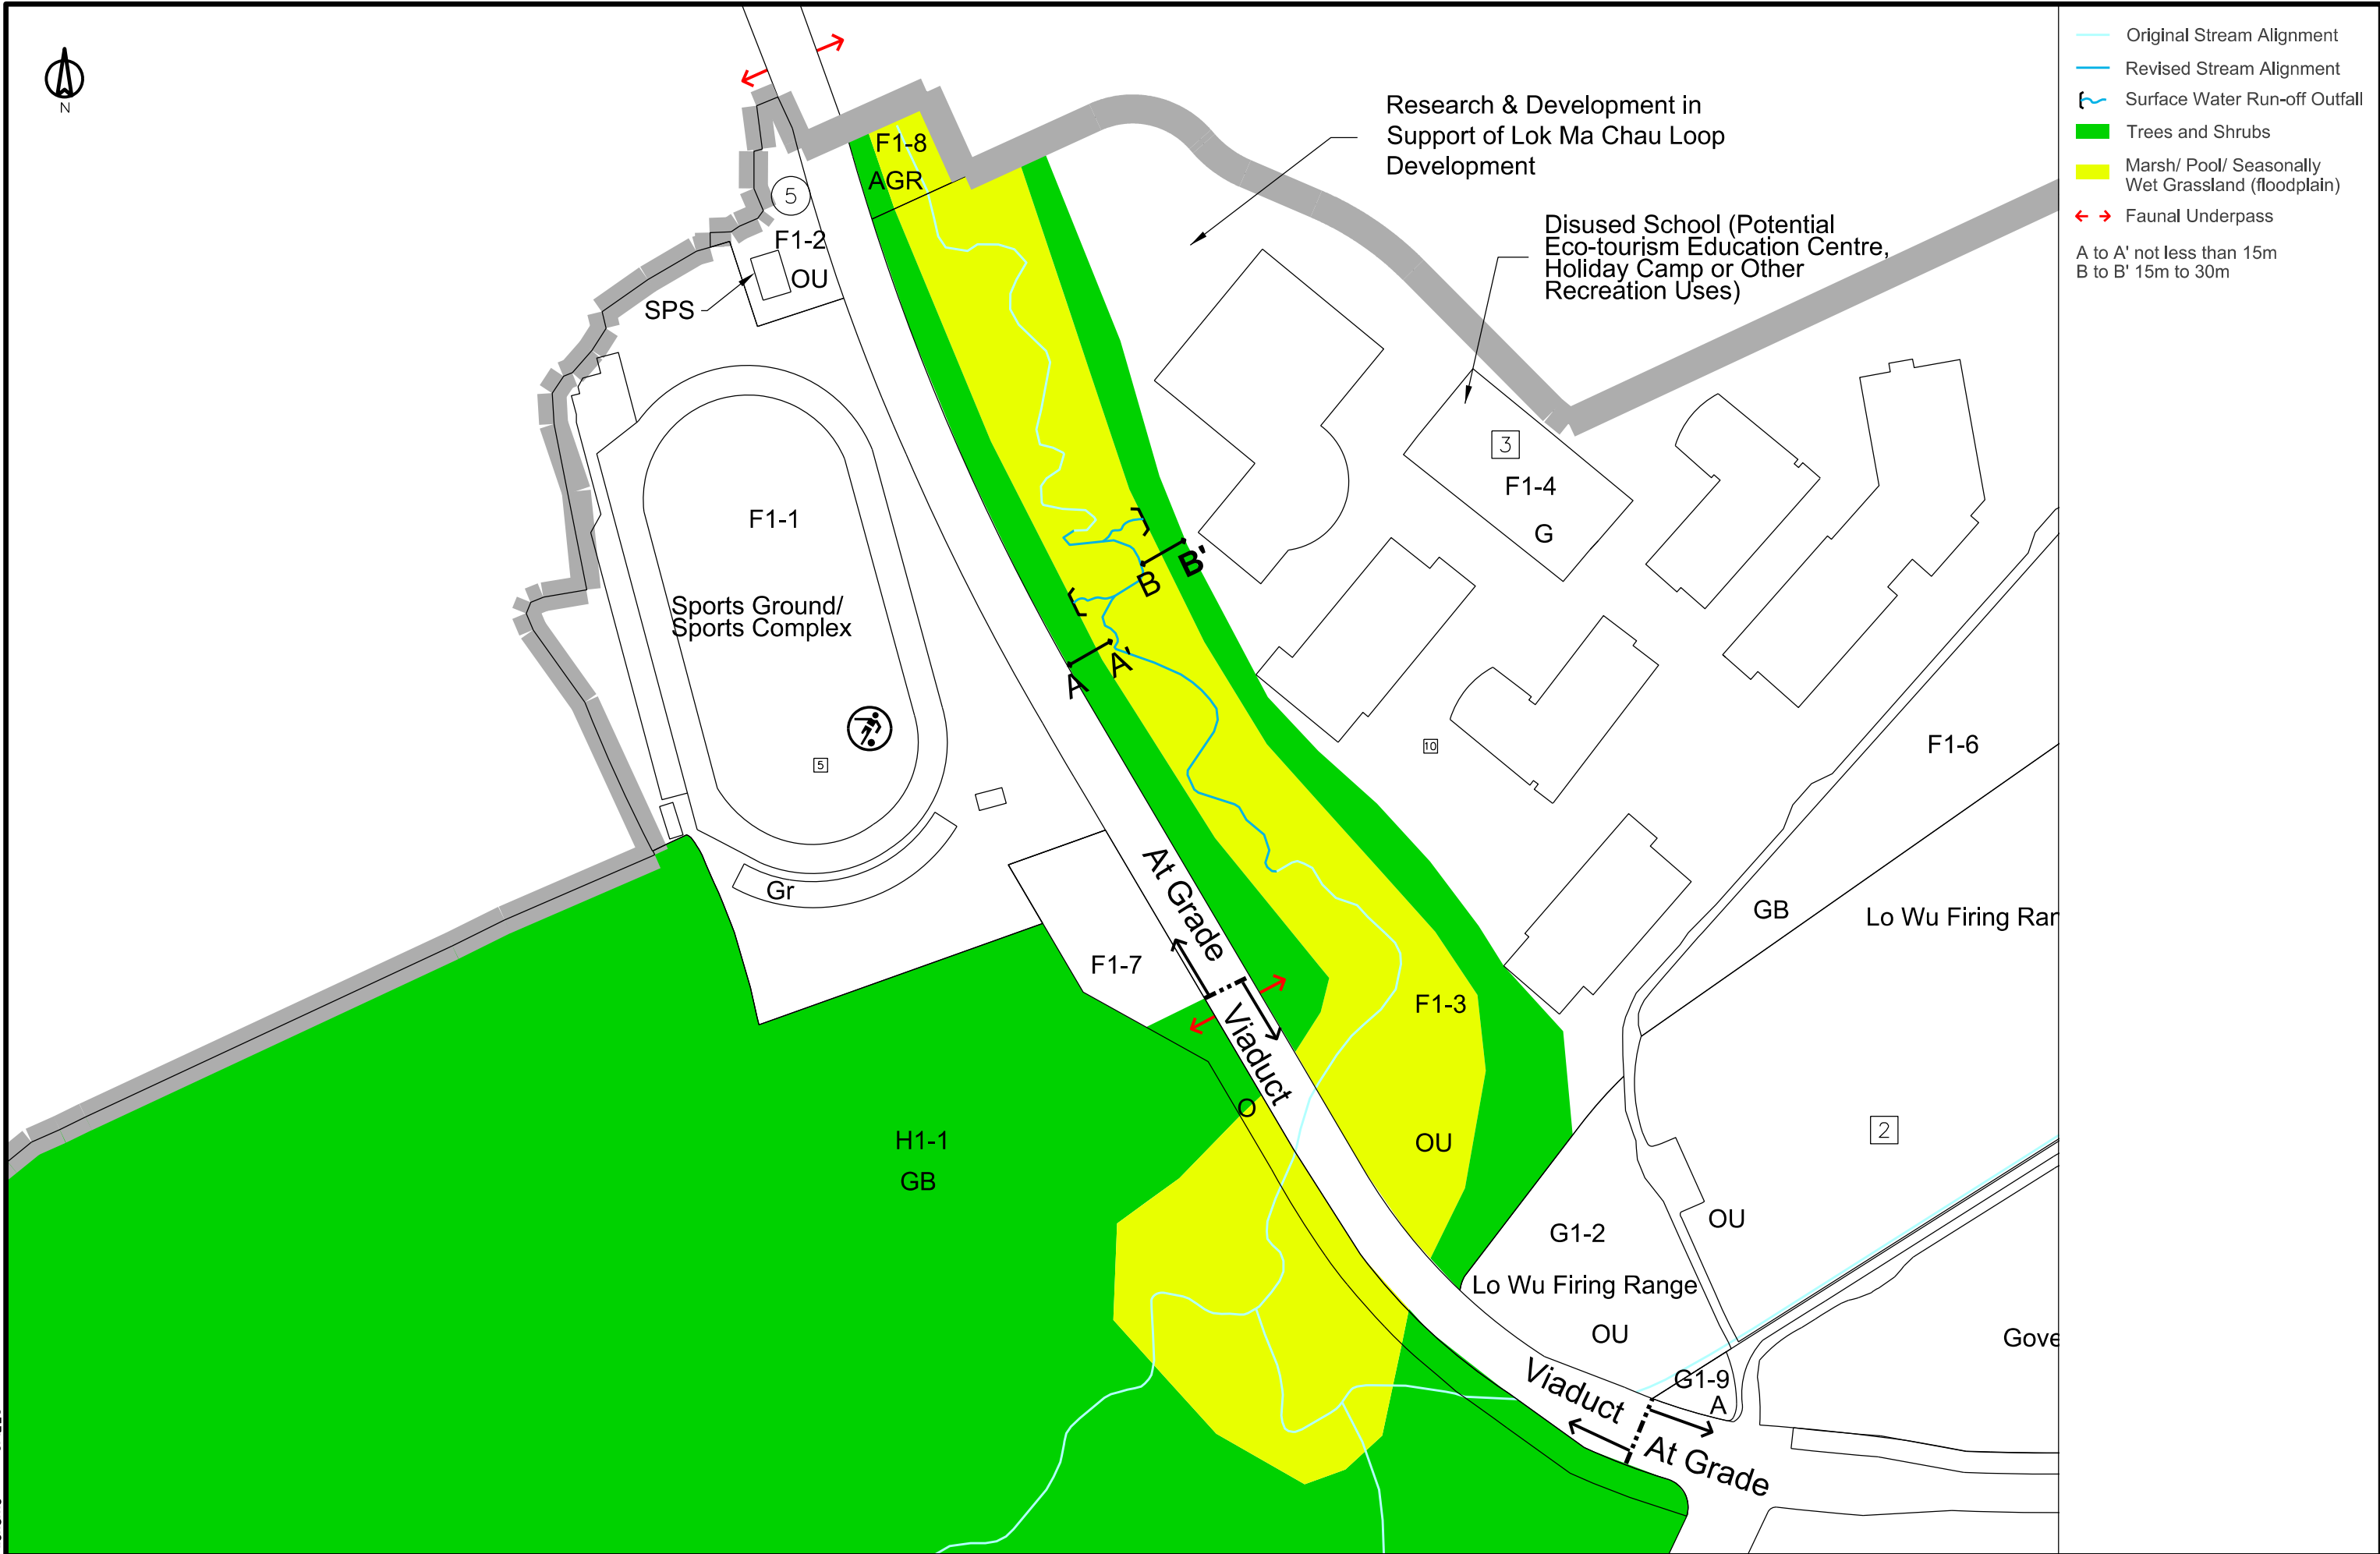 N
Original Stream Alignment
Revised Stream Alignment
Surface Water Run-off Outfall
Trees and Shrubs
Marsh/ Pool/ Seasonally
Wet Grassland (floodplain)
Faunal Underpass
A to A' not less than 15m
B to B' 15m to 30m
Research & Development in
Support of Lok Ma Chau Loop
Development
Disused School (Potential
Eco-tourism Education Centre,
Holiday Camp or Other
Recreation Uses)
F1-8
AGR
5
F1-2
OU
SPS
3
F1-4
G
F1-1
B'
B
Sports Ground/
Sports Complex
A'
A
10
5
F1-6
At Grade
Gr
GB
Lo Wu Firing Ran
F1-7
F1-3
Viaduct
O
H1-1
GB
OU
2
G1-2
OU
Lo Wu Firing Range
OU
Gove
G1-9
A
Viaduct
At Grade